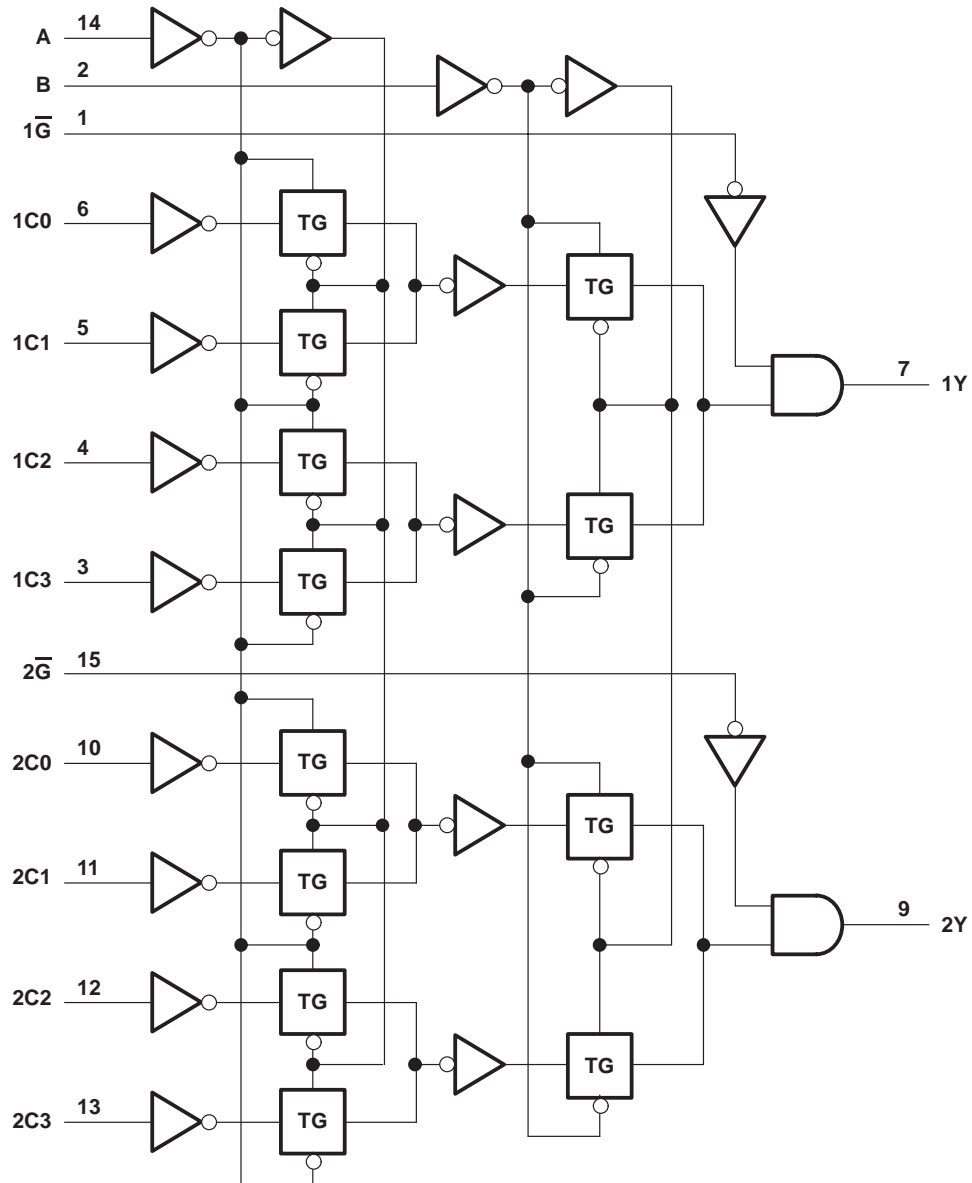 A 14
B 2
1G̅ 1
1C0 6 TG
TG
1C1 5 TG
7 1Y
1C2 4 TG
TG
1C3 3 TG
2G̅ 15
2C0 10 TG
TG
2C1 11 TG
9 2Y
2C2 12 TG
TG
2C3 13 TG